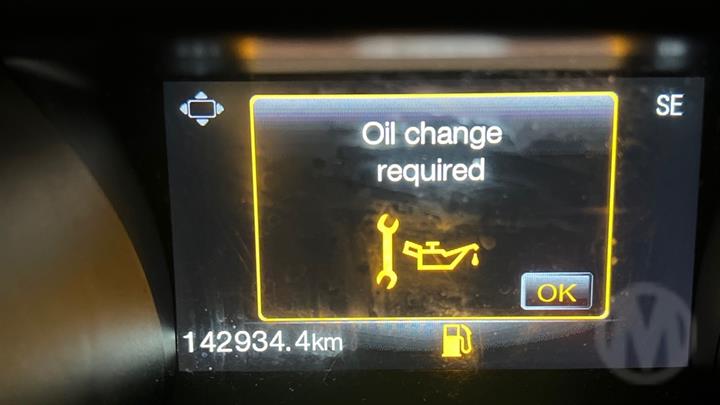 SE
Oil change
required
OK
142934.4km
M